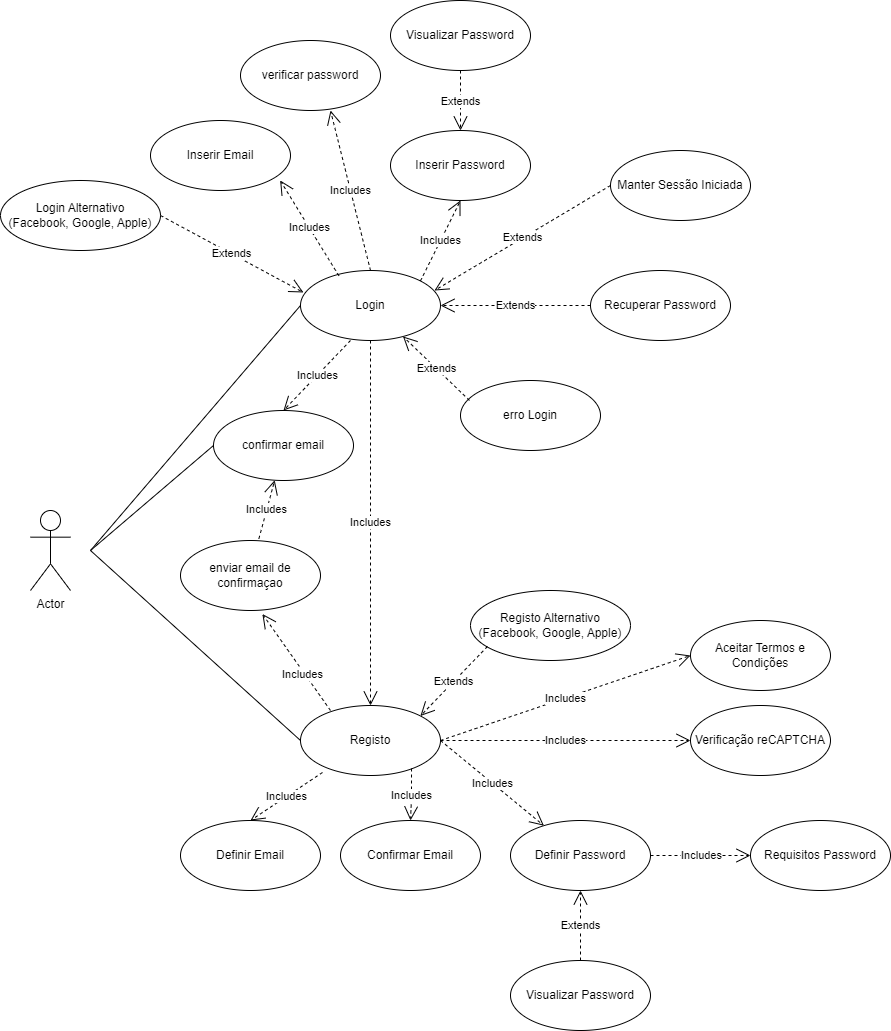 Visualizar Password
verificar password
Extends
Inserir Email
Inserir Password
Manter Sessão Iniciada
Includes
Login Alternativo
(Facebook, Google, Apple)
Includes
Includes
Extends
Extends
Login
Extends
Recuperar Password
Includes
Extends
erro Login
confirmar email
Includes
Includes
enviar email de
confirmaçao
Actor
Registo Alternativo
(Facebook, Google, Apple)
Aceitar Termos e
Condições
Includes
Extends
Includes
Registo
Includes
Verificação reCAPTCHA
Includes
Includes
Includes
Definir Email
Confirmar Email
Definir Password
Includes
Requisitos Password
Extends
Visualizar Password